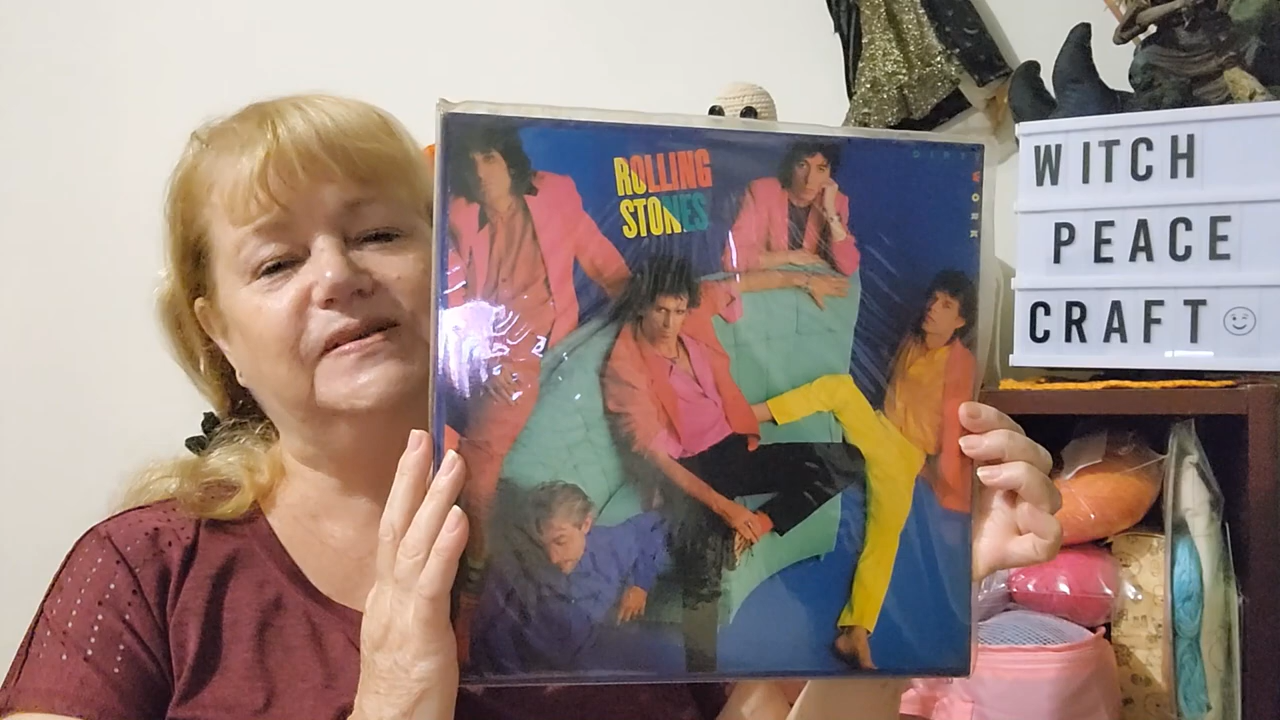 ROLLING
STONES
DIRTY WORK
WITCH
PEACE
CRAFT